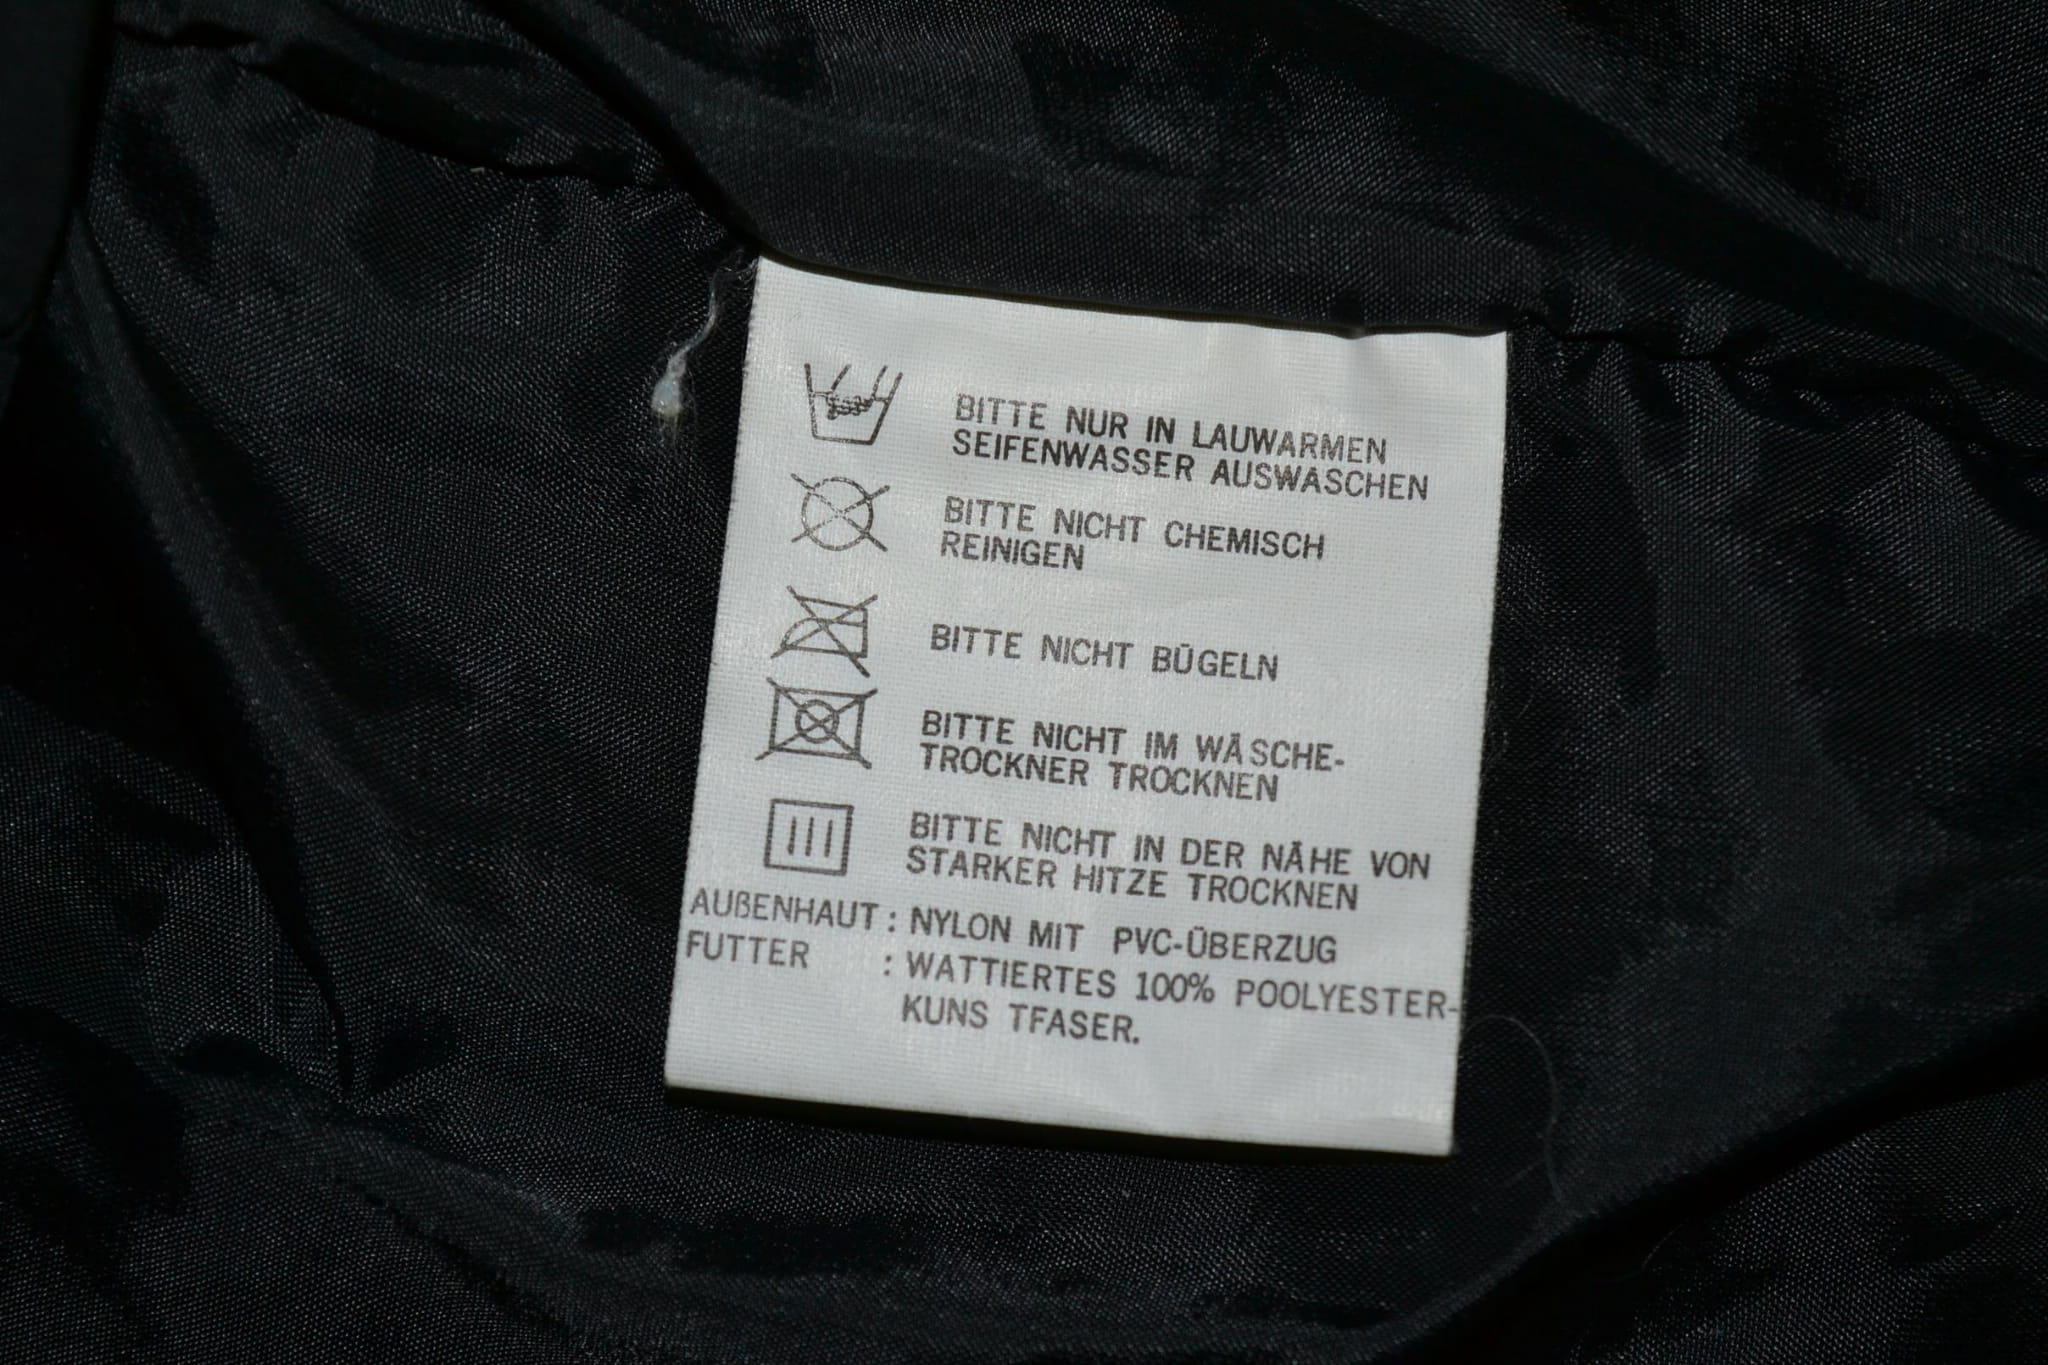 BITTE NUR IN LAUWARMEN
SEIFENWASSER AUSWASCHEN
BITTE NICHT CHEMISCH
REINIGEN
BITTE NICHT BÜGELN
BITTE NICHT IM WÄSCHE-
TROCKNER TROCKNEN
BITTE NICHT IN DER NÄHE VON
STARKER HITZE TROCKNEN
AUßENHAUT : NYLON MIT PVC-ÜBERZUG
FUTTER : WATTIERTES 100% POOLYESTER-
KUNS TFASER.